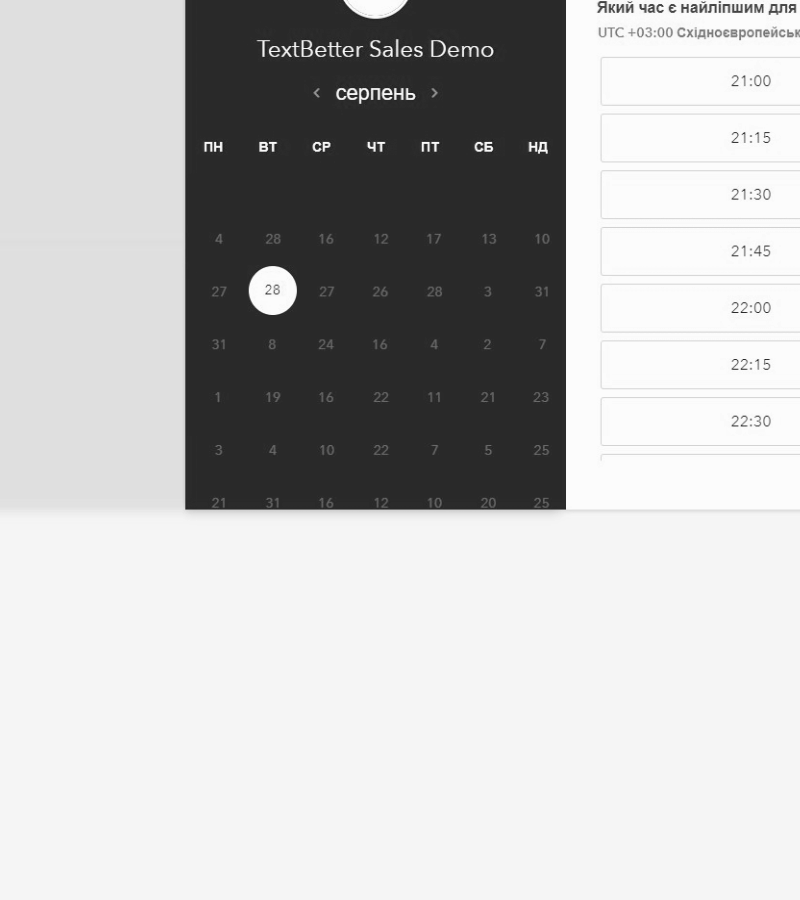 TextBetter Sales Demo
серпень
ПН ВТ СР ЧТ ПТ СБ НД
4 28 16 12 17 13 10
27 28 27 26 28 3 31
31 8 24 16 4 2 7
1 19 16 22 11 21 23
3 4 10 22 7 5 25
21 31 16 12 10 20 25
Який час є найліпшим для
UTC +03:00 Східноєвропейськ
21:00
21:15
21:30
21:45
22:00
22:15
22:30